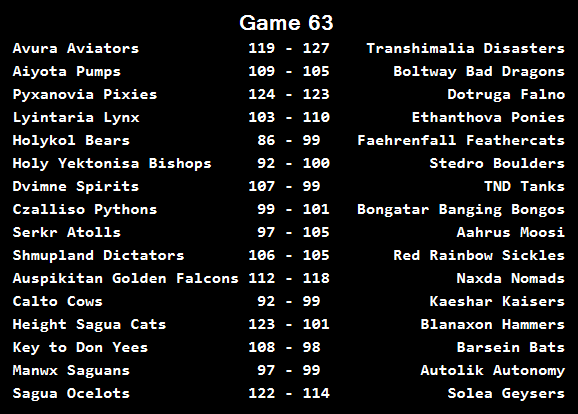 Game 63
Avura Aviators 119 - 127 Transhimalia Disasters
Aiyota Pumps 109 - 105 Boltway Bad Dragons
Pyxanovia Pixies 124 - 123 Dotruga Falno
Lyintaria Lynx 103 - 110 Ethanthova Ponies
Holykol Bears 86 - 99 Faehrenfall Feathercats
Holy Yektonisa Bishops 92 - 100 Stedro Boulders
Dvimne Spirits 107 - 99 TND Tanks
Czalliso Pythons 99 - 101 Bongatar Banging Bongos
Serkr Atolls 97 - 105 Aahrus Moosi
Shmupland Dictators 106 - 105 Red Rainbow Sickles
Auspikitan Golden Falcons 112 - 118 Naxda Nomads
Calto Cows 92 - 99 Kaeshar Kaisers
Height Sagua Cats 123 - 101 Blanaxon Hammers
Key to Don Yees 108 - 98 Barsein Bats
Manwx Saguans 97 - 99 Autolik Autonomy
Sagua Ocelots 122 - 114 Solea Geysers